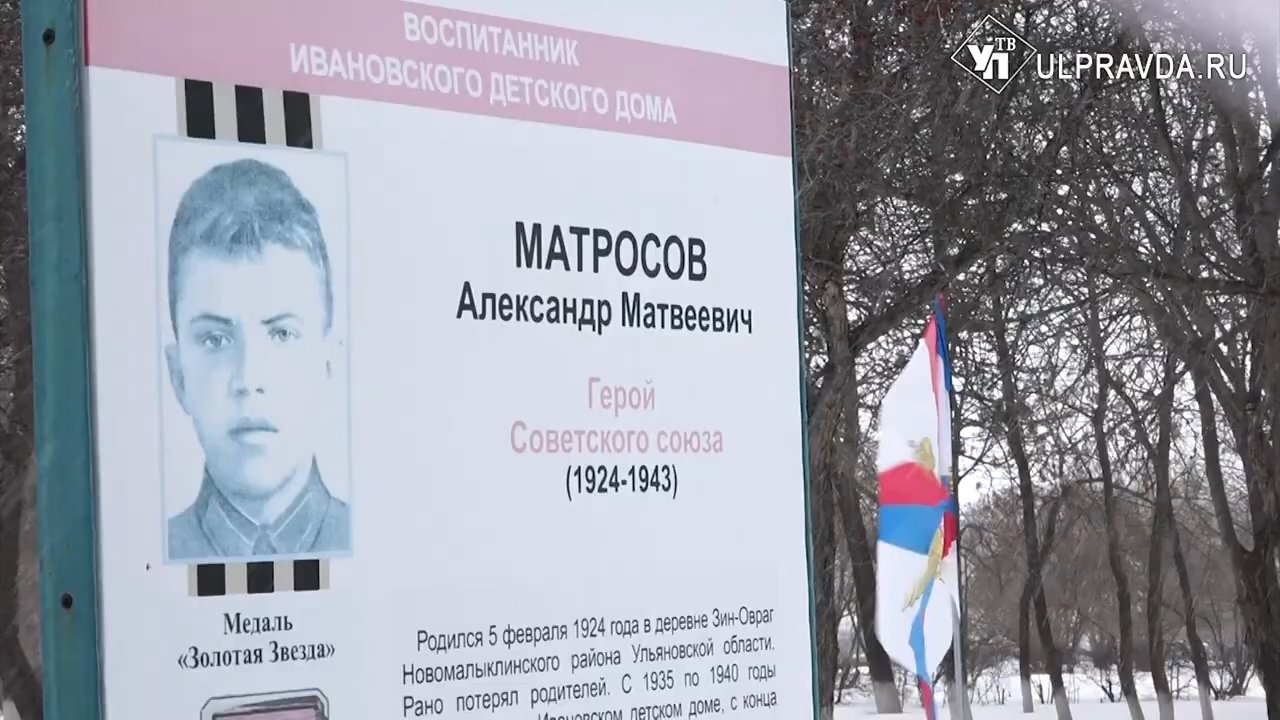 ВОСПИТАННИК
ИВАНОВСКОГО ДЕТСКОГО ДОМА
УП ТВ ULPRAVDA.RU
МАТРОСОВ
Александр Матвеевич
Герой
Советского союза
(1924-1943)
Медаль
«Золотая Звезда»
Родился 5 февраля 1924 года в деревне Зин-Овраг
Новомалыклинского района Ульяновской области.
Рано потерял родителей. С 1935 по 1940 годы
Ивановском детском доме, с конца